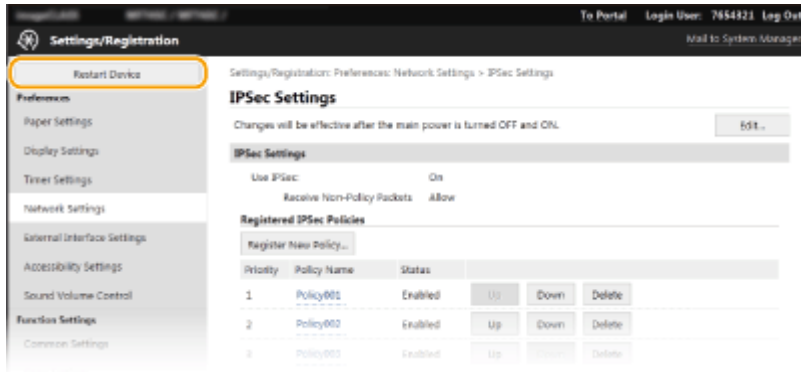 To Portal Login User: 7654321 Log Out
Settings/Registration
Mail to System Manager
Restart Device
Preferences
Paper Settings
Display Settings
Timer Settings
Network Settings
External Interface Settings
Accessibility Settings
Sound Volume Control
Function Settings
Common Settings
Settings/Registration: Preferences: Network Settings > IPSec Settings
IPSec Settings
Changes will be effective after the main power is turned OFF and ON.
Edit...
IPSec Settings
Use IPSec: On
Receive Non-Policy Packets Allow
Registered IPSec Policies
Register New Policy...
Priority Policy Name Status
1 Policy001 Enabled Up Down Delete
2 Policy002 Enabled Up Down Delete
Enabled Up Down Delete